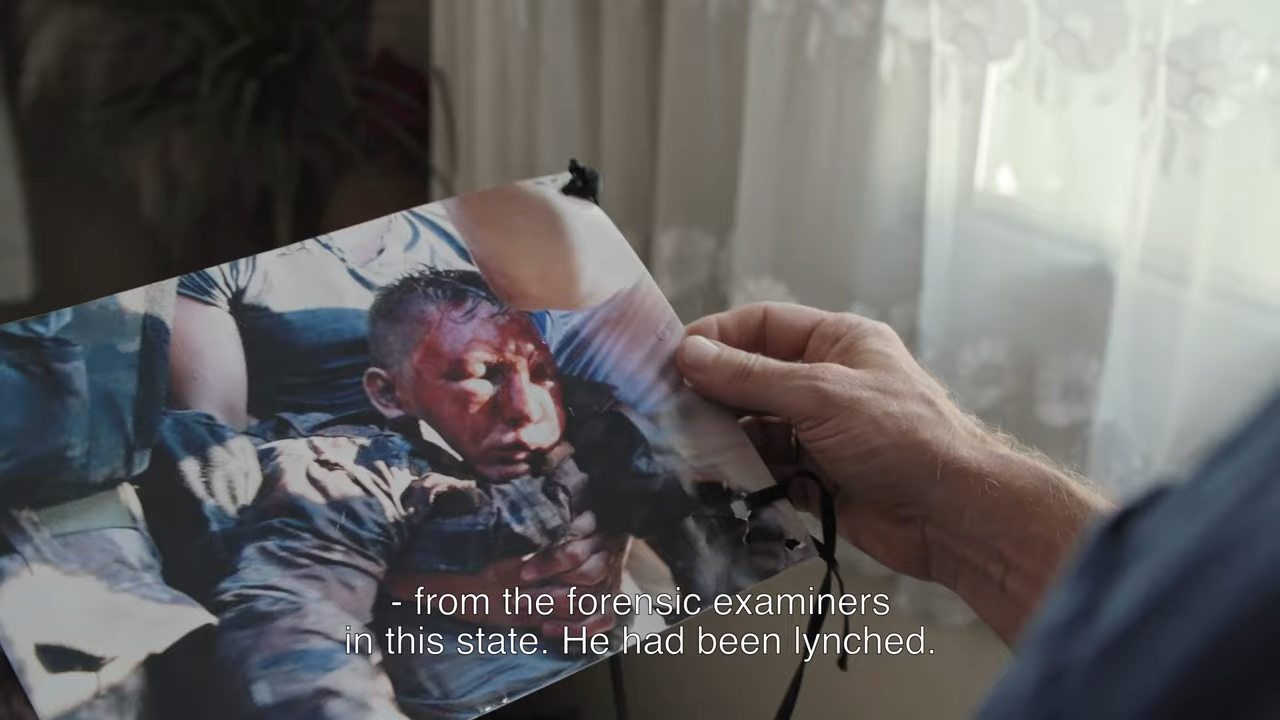 - from the forensic examiners
in this state. He had been lynched.